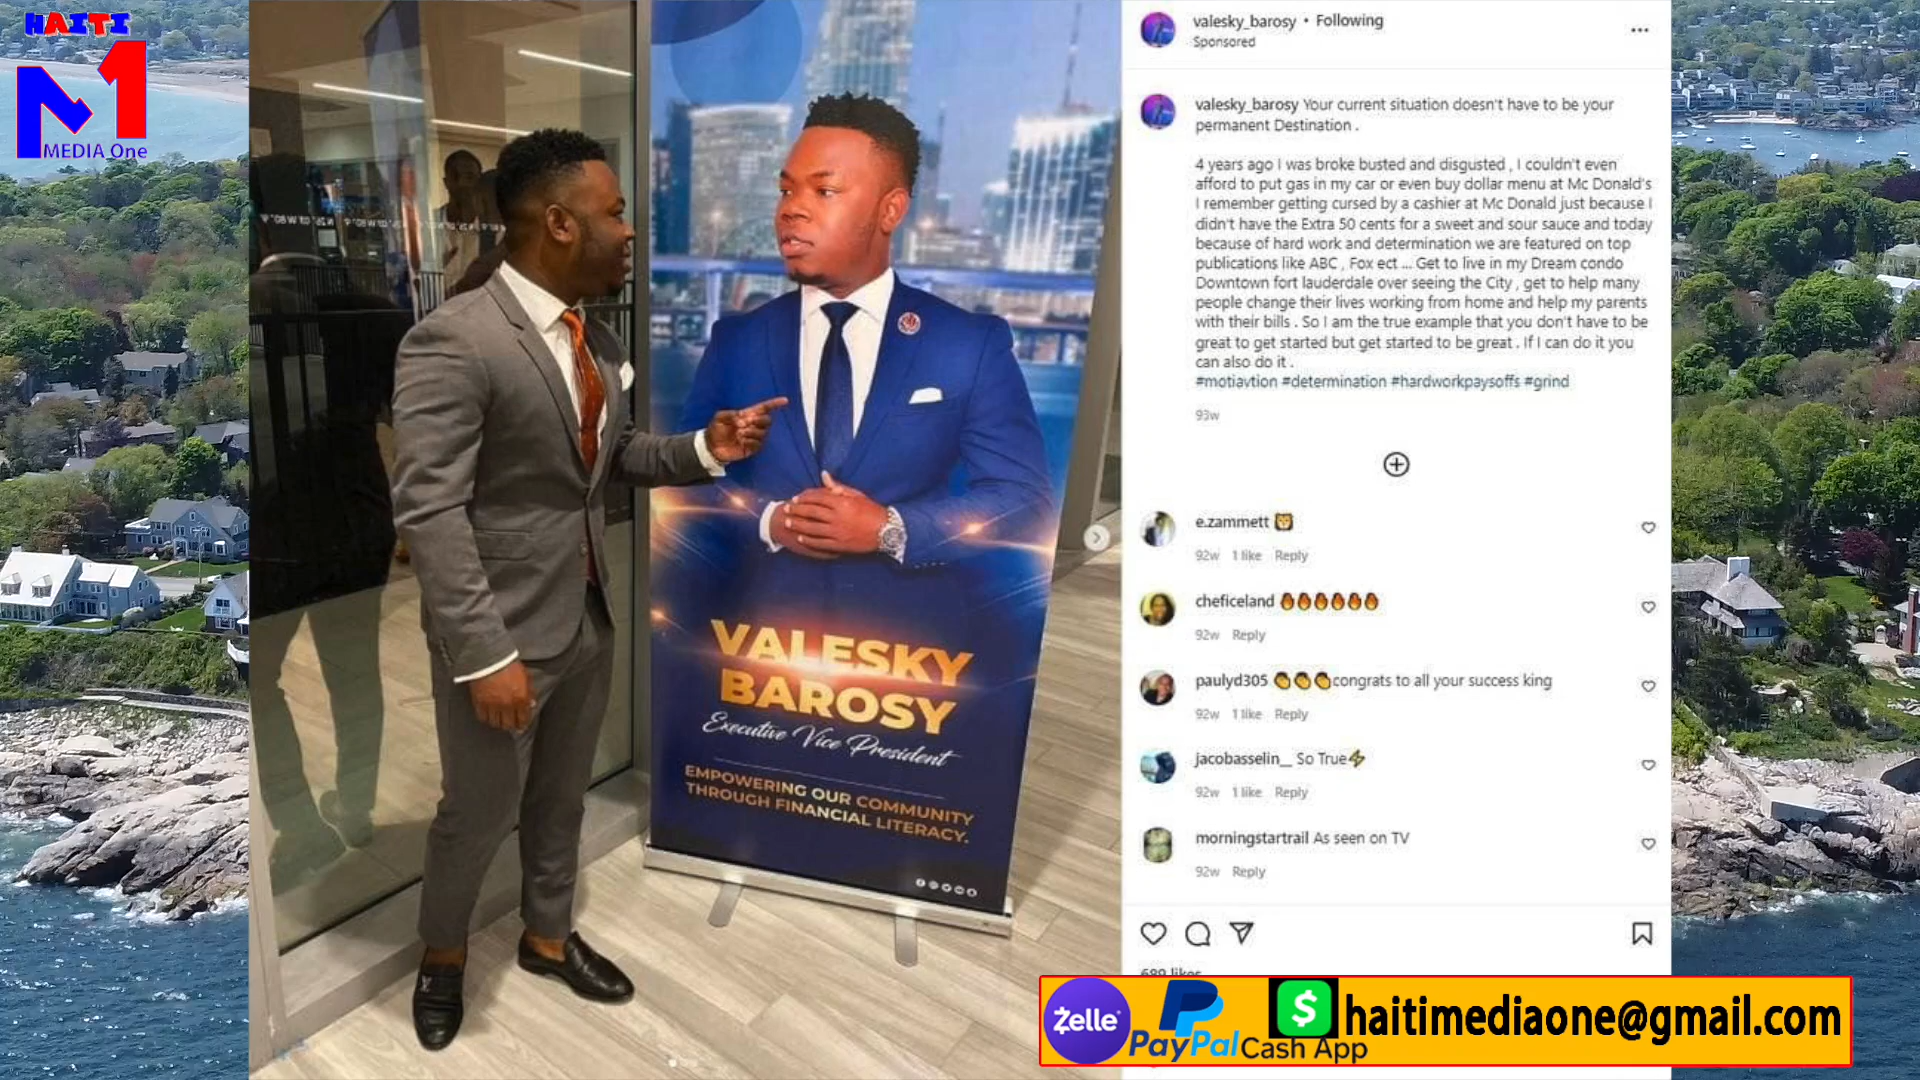 HAITI
M1
MEDIA One
VALESKY
BAROSY
Executive Vice President
EMPOWERING OUR COMMUNITY
THROUGH FINANCIAL LITERACY.
valesky_barosy • Following
Sponsored
valesky_barosy Your current situation doesn't have to be your
permanent Destination .
4 years ago I was broke busted and disgusted , I couldn't even
afford to put gas in my car or even buy dollar menu at Mc Donald's
I remember getting cursed by a cashier at Mc Donald just because I
didn't have the Extra 50 cents for a sweet and sour sauce and today
because of hard work and determination we are featured on top
publications like ABC , Fox ect ... Get to live in my Dream condo
Downtown fort lauderdale over seeing the City , get to help many
people change their lives working from home and help my parents
with their bills . So I am the true example that you don't have to be
great to get started but get started to be great . If I can do it you
can also do it .
#motiavtion #determination #hardworkpaysoffs #grind
93w
e.zammett 🦁
92w 1 like Reply
cheficeland 🔥🔥🔥🔥🔥🔥
92w Reply
paulyd305 👏👏👏congrats to all your success king
92w 1 like Reply
jacobasselin_ So True⚡
92w 1 like Reply
morningstartrail As seen on TV
92w Reply
689 likes
Zelle
PayPal
$
Cash App
haitimediaone@gmail.com